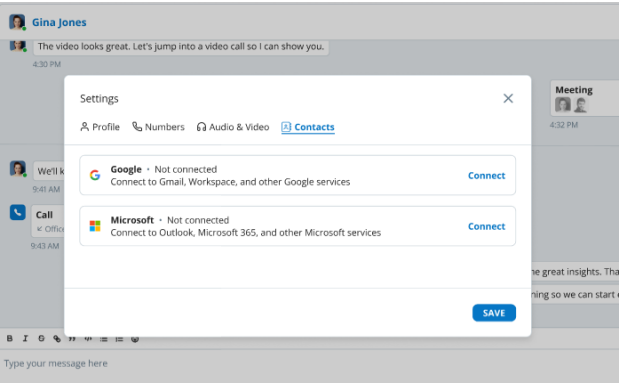 Gina Jones
The video looks great. Let's jump into a video call so I can show you.
4:30 PM
Meeting
4:32 PM
Settings
Profile
Numbers
Audio & Video
Contacts
Google • Not connected
Connect to Gmail, Workspace, and other Google services
Connect
Microsoft • Not connected
Connect to Outlook, Microsoft 365, and other Microsoft services
Connect
SAVE
We'll k
9:41 AM
Call
Offic
9:43 AM
he great insights. Tha
ning so we can start e
B I S
Type your message here